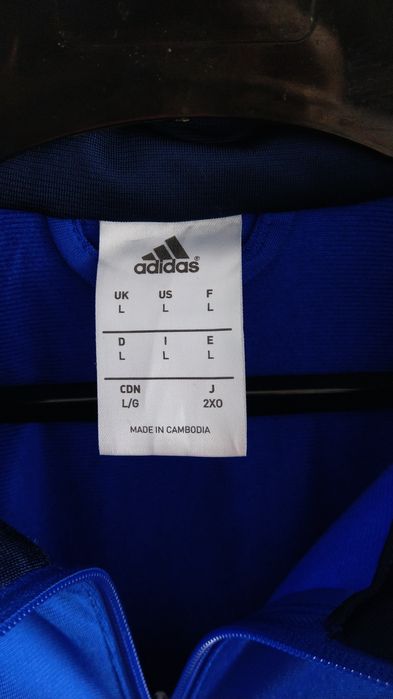 adidas®
UK US F
L L L
D I E
L L L
CDN J
L/G 2XO
MADE IN CAMBODIA